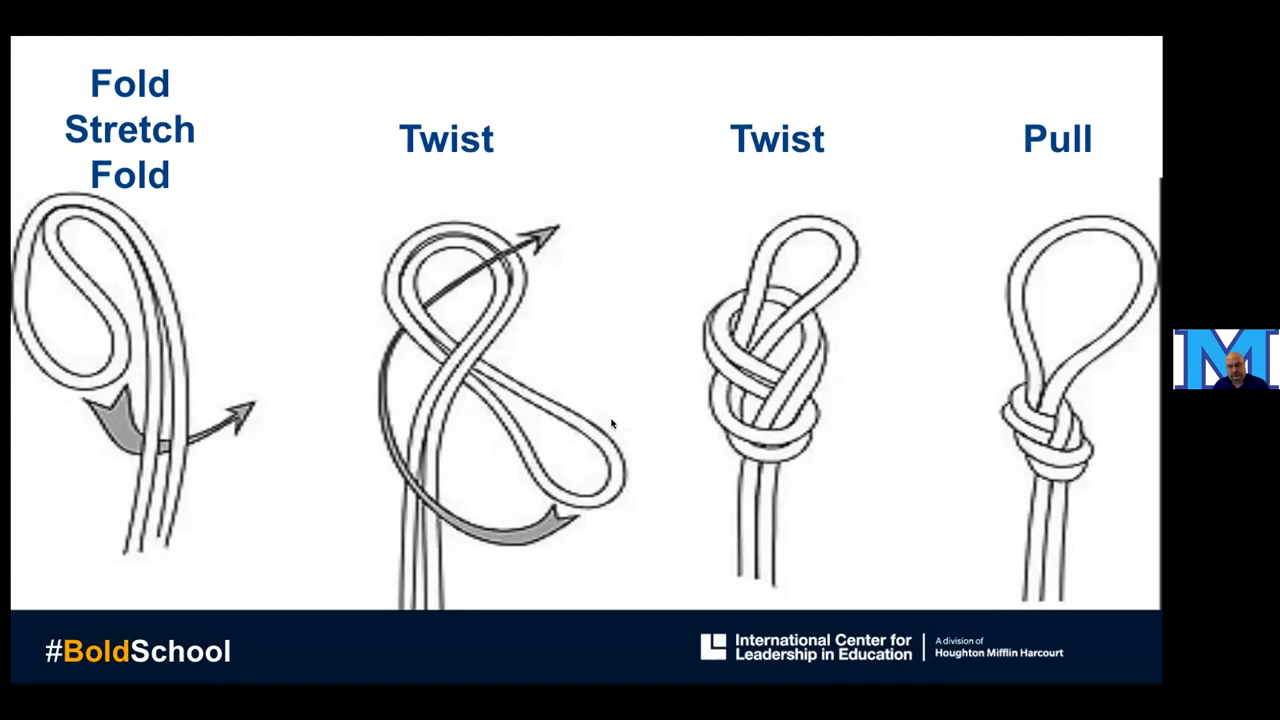 Fold
Stretch
Fold
Twist
Twist
Pull
#BoldSchool
International Center for
Leadership in Education
A division of
Houghton Mifflin Harcourt
M